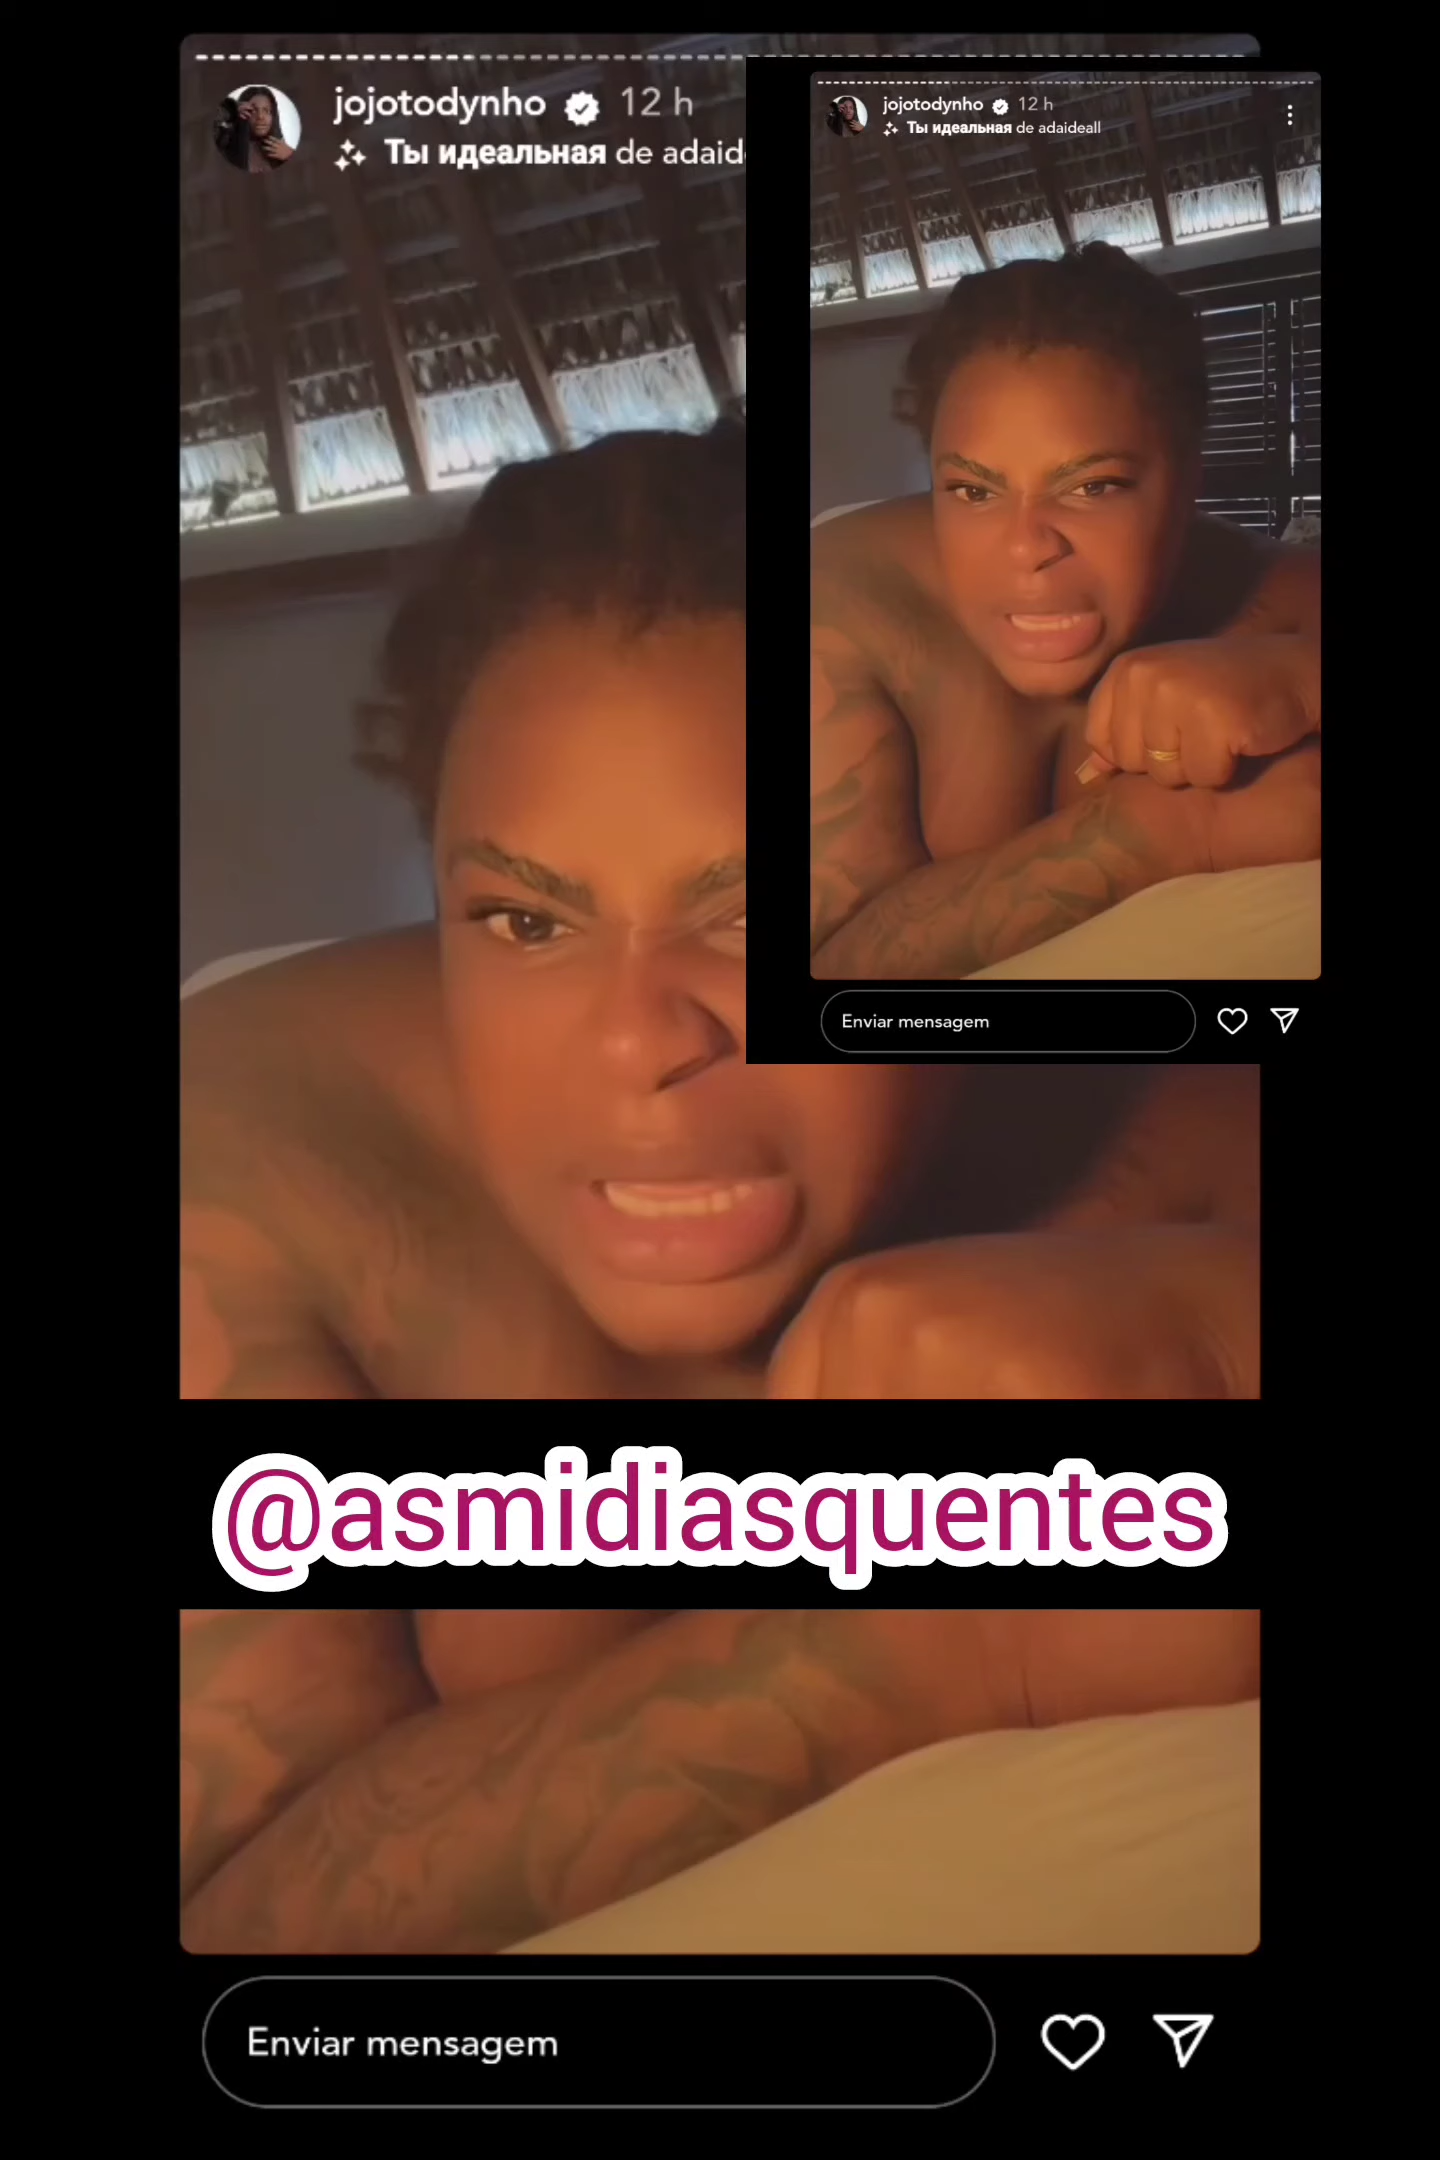 jojotodynho 12 h
Ты идеальная de adaid
jojotodynho 12 h
Ты идеальная de adaideall
Enviar mensagem
@asmidiasquentes
Enviar mensagem